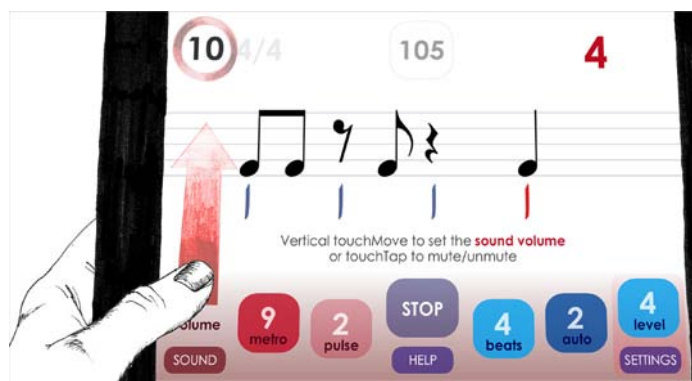 10 4/4 105 4
Vertical touchMove to set the sound volume
or touchTap to mute/unmute
9 2 STOP 4 2 4
volume metro pulse beats auto level
SOUND HELP SETTINGS